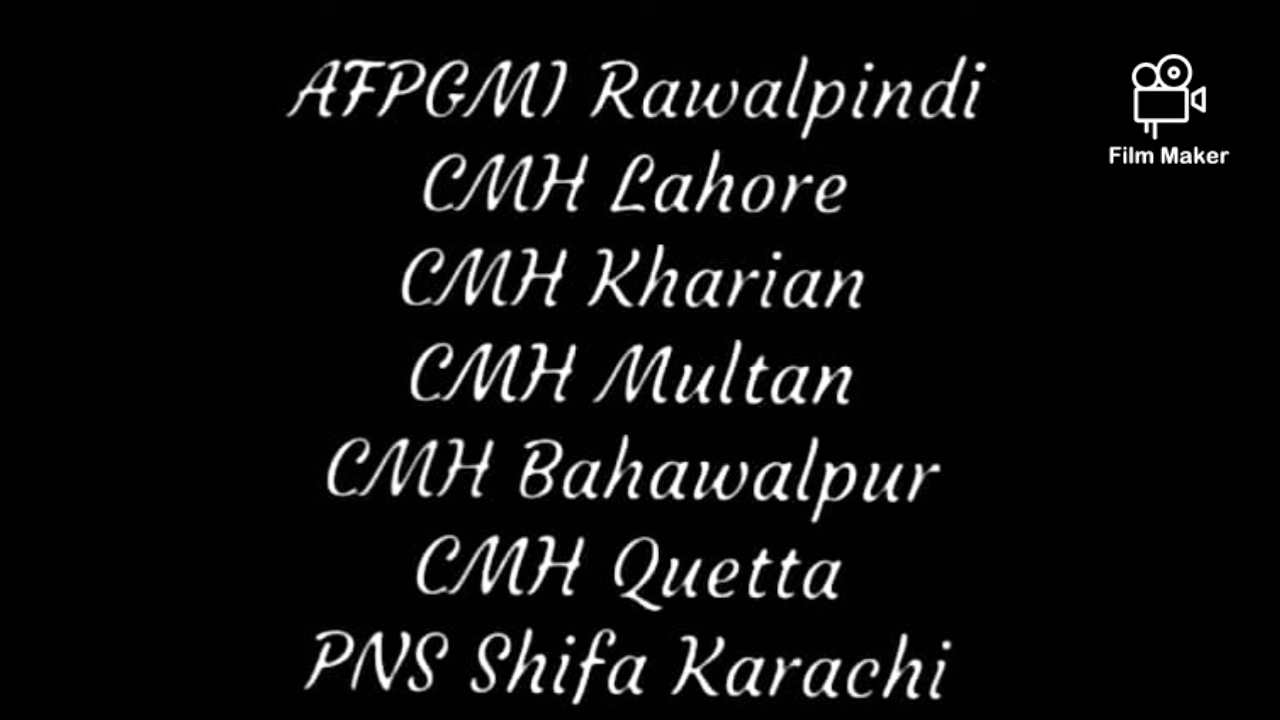 AFPGMI Rawalpindi
CMH Lahore
CMH Kharian
CMH Multan
CMH Bahawalpur
CMH Quetta
PNS Shifa Karachi
Film Maker